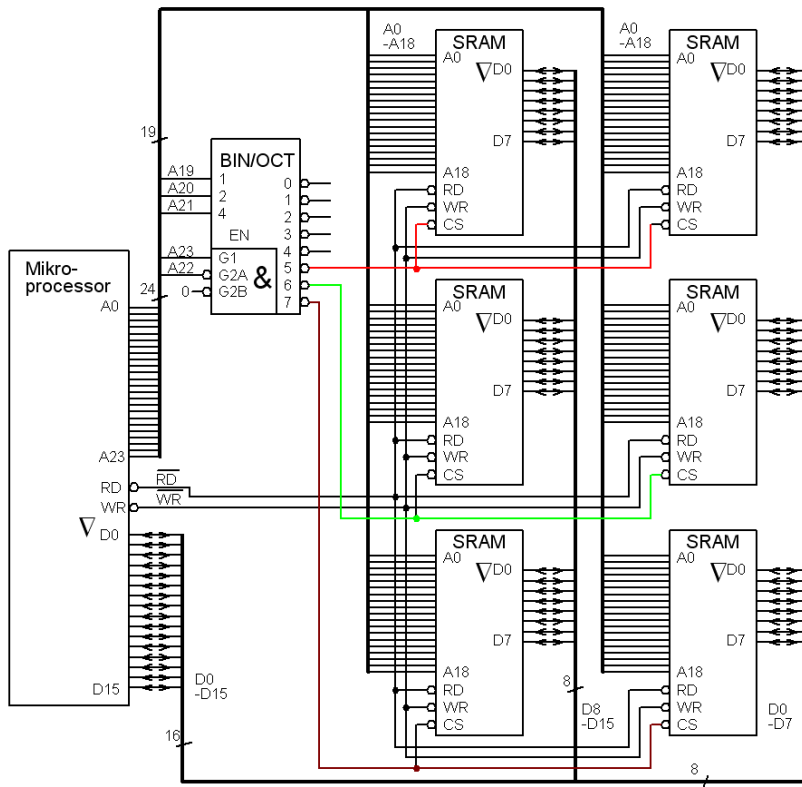 Mikro-
processor
A0
A23
RD
WR
D0
D15
24
19
A19
A20
A21
A23
A22
0
BIN/OCT
1
2
4
EN
G1
G2A
G2B
&
0
1
2
3
4
5
6
7
RD
WR
D0
-D15
16
A0
-A18
SRAM
A0
D0
D7
A18
RD
WR
CS
A0
-A18
SRAM
A0
D0
D7
A18
RD
WR
CS
SRAM
A0
D0
D7
A18
RD
WR
CS
SRAM
A0
D0
D7
A18
RD
WR
CS
SRAM
A0
D0
D7
A18
RD
WR
CS
8
D8
-D15
SRAM
A0
D0
D7
A18
RD
WR
CS
D0
-D7
8